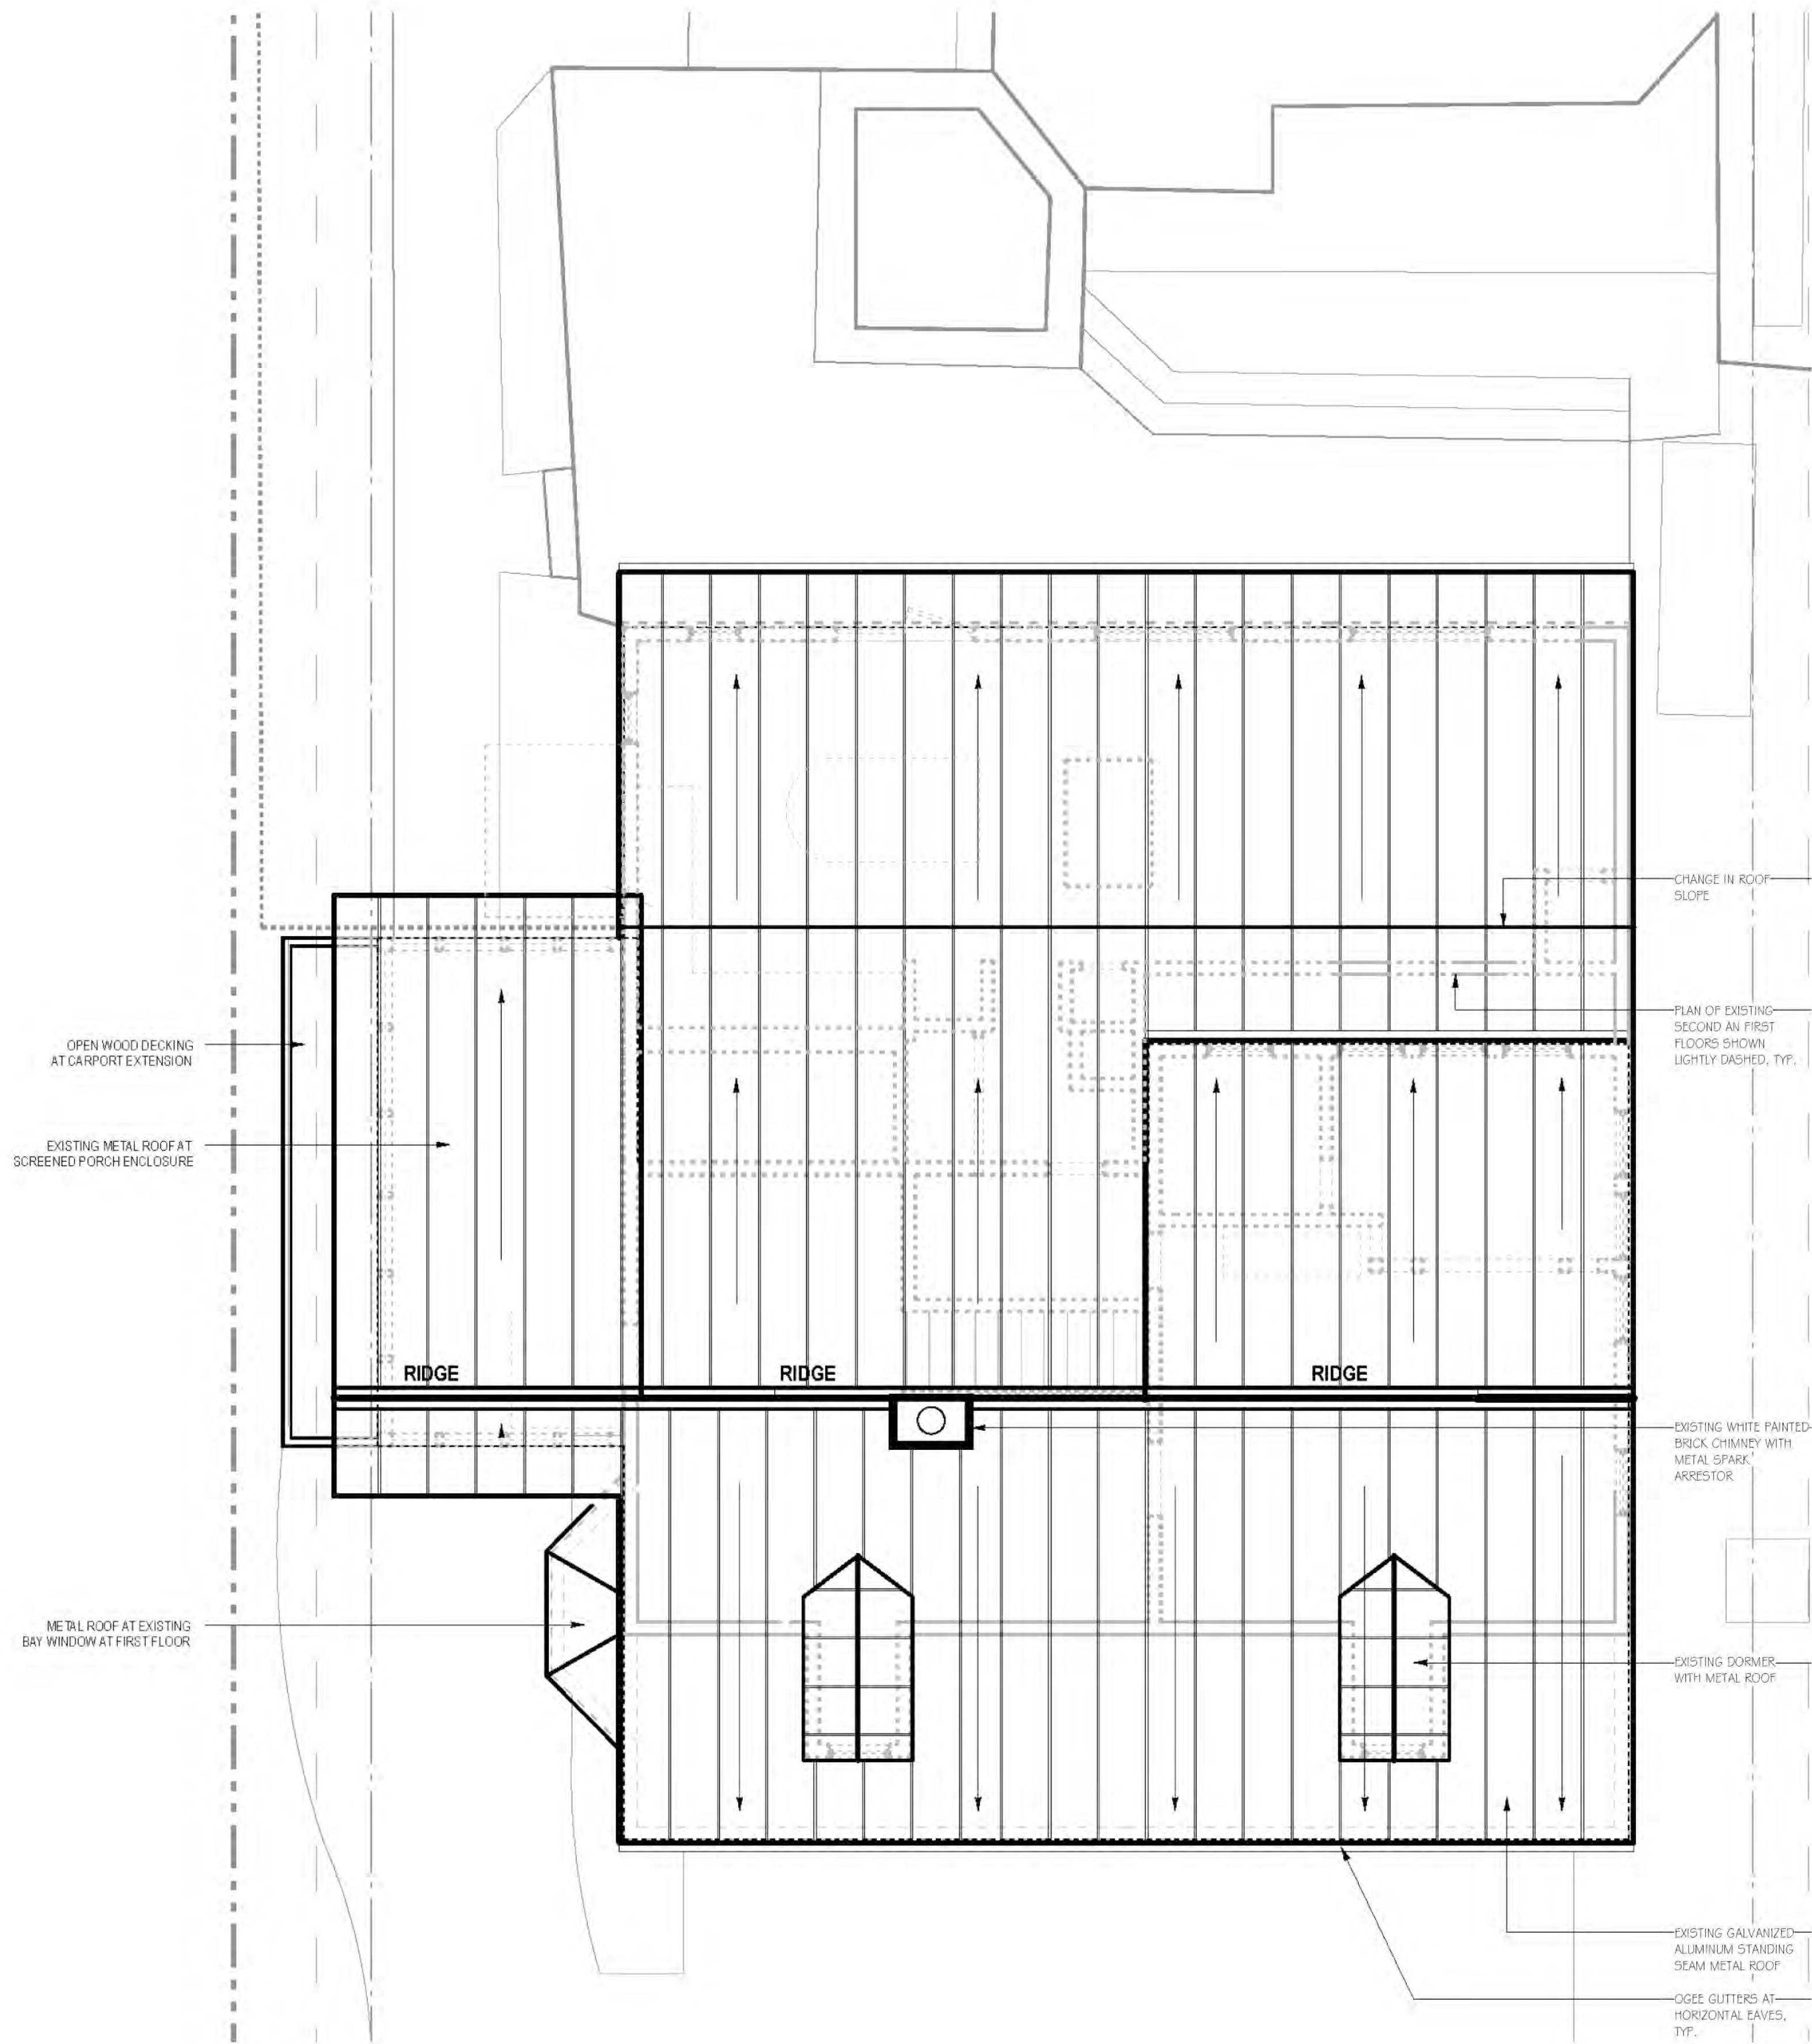 CHANGE IN ROOF
SLOPE
PLAN OF EXISTING
SECOND AN FIRST
FLOORS SHOWN
LIGHTLY DASHED, TYP.
OPEN WOOD DECKING
AT CARPORT EXTENSION
EXISTING METAL ROOF AT
SCREENED PORCH ENCLOSURE
RIDGE
RIDGE
RIDGE
EXISTING WHITE PAINTED
BRICK CHIMNEY WITH
METAL SPARK
ARRESTOR
METAL ROOF AT EXISTING
BAY WINDOW AT FIRST FLOOR
EXISTING DORMER
WITH METAL ROOF
EXISTING GALVANIZED
ALUMINUM STANDING
SEAM METAL ROOF
OGEE GUTTERS AT
HORIZONTAL EAVES,
TYP.